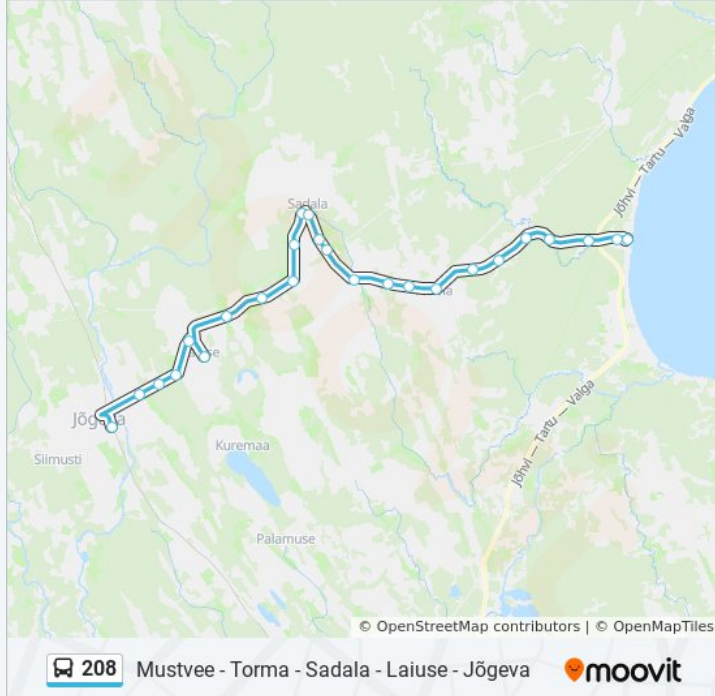 Jõhvi — Tartu — Valga
Sadala
Jõgeva
Siimusti
Kuremaa
Jõhvi — Tartu — Valga
Palamuse
© OpenStreetMap contributors | © OpenMapTiles
208 Mustvee - Torma - Sadala - Laiuse - Jõgeva moovit